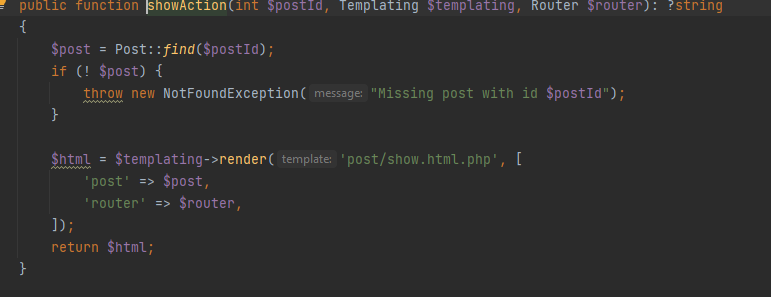 public function showAction(int $postId, Templating $templating, Router $router): ?string
{
    $post = Post::find($postId);
    if (! $post) {
        throw new NotFoundException( message: "Missing post with id $postId");
    }

    $html = $templating->render( template: 'post/show.html.php', [
        'post' => $post,
        'router' => $router,
    ]);
    return $html;
}